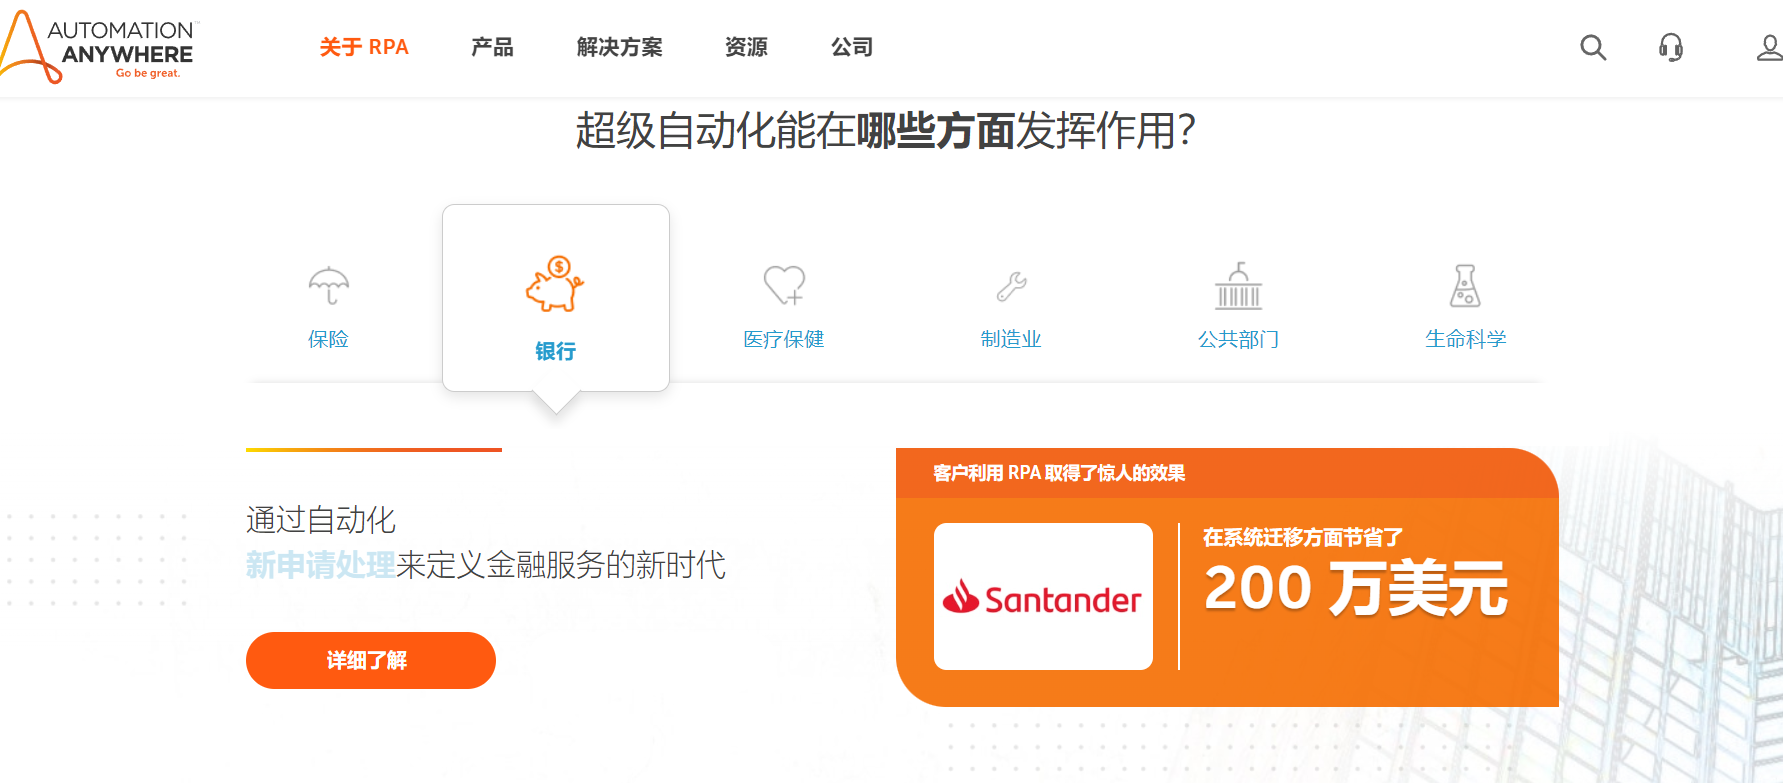 AUTOMATION
ANYWHERE
Go be great.
关于 RPA
产品
解决方案
资源
公司
超级自动化能在哪些方面发挥作用?
保险
银行
医疗保健
制造业
公共部门
生命科学
通过自动化
新申请处理来定义金融服务的新时代
详细了解
客户利用 RPA 取得了惊人的效果
Santander
在系统迁移方面节省了
200 万美元